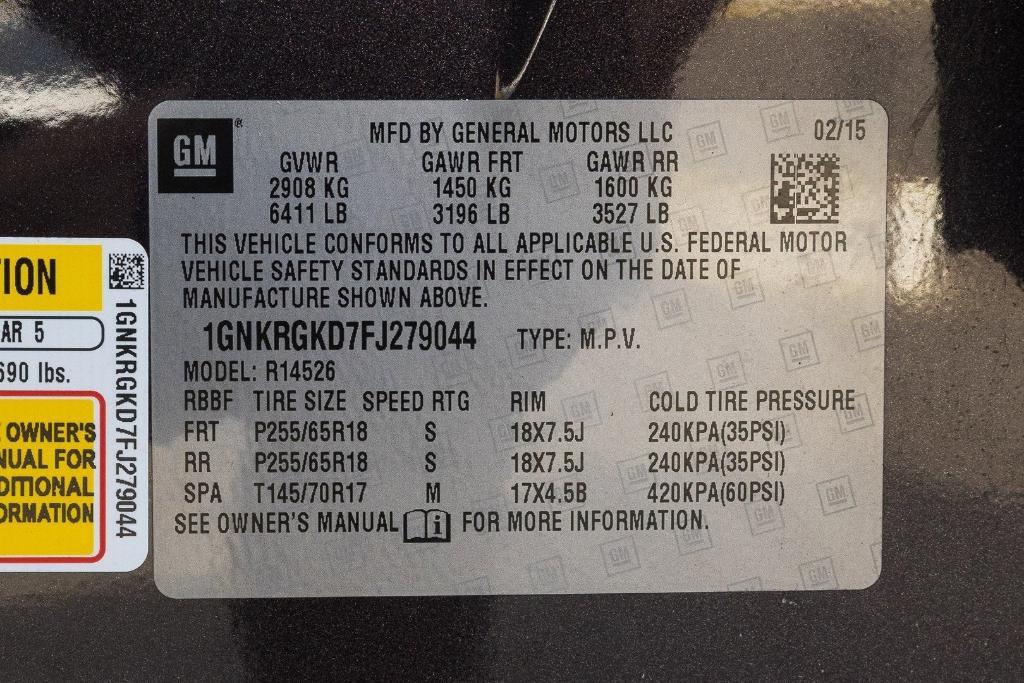 GM®
MFD BY GENERAL MOTORS LLC 02/15
GVWR GAWR FRT GAWR RR
2908 KG 1450 KG 1600 KG
6411 LB 3196 LB 3527 LB
THIS VEHICLE CONFORMS TO ALL APPLICABLE U.S. FEDERAL MOTOR
VEHICLE SAFETY STANDARDS IN EFFECT ON THE DATE OF
MANUFACTURE SHOWN ABOVE.
1GNKRGKD7FJ279044 TYPE: M.P.V.
MODEL: R14526
RBBF TIRE SIZE SPEED RTG RIM COLD TIRE PRESSURE
FRT P255/65R18 S 18X7.5J 240KPA(35PSI)
RR P255/65R18 S 18X7.5J 240KPA(35PSI)
SPA T145/70R17 M 17X4.5B 420KPA(60PSI)
SEE OWNER'S MANUAL i FOR MORE INFORMATION.
TION
AR 5
690 lbs.
OWNER'S
NUAL FOR
DITIONAL
ORMATION
1GNKRGKD7FJ279044